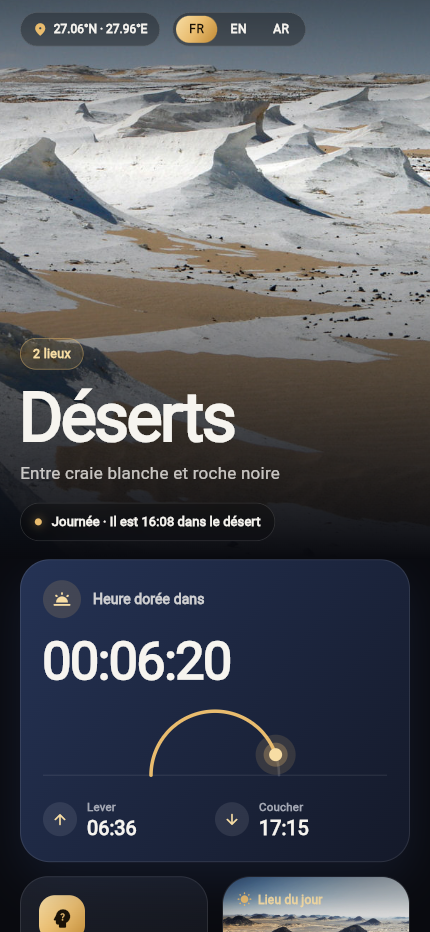 27.06°N · 27.96°E
FR
EN
AR
2 lieux
Déserts
Entre craie blanche et roche noire
Journée · Il est 16:08 dans le désert
Heure dorée dans
00:06:20
Lever
06:36
Coucher
17:15
?
Lieu du jour